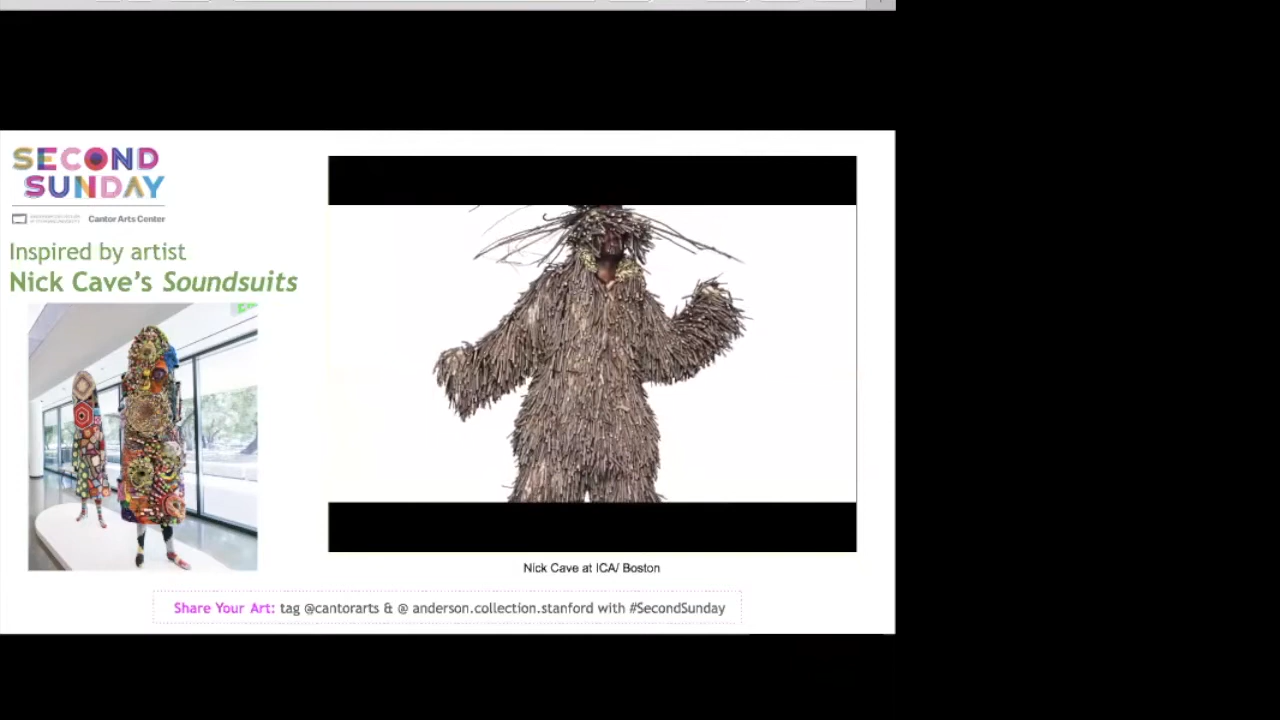 SECOND
SUNDAY
Cantor Arts Center
Inspired by artist
Nick Cave's Soundsuits
Nick Cave at ICA/ Boston
Share Your Art: tag @cantorarts & @ anderson.collection.stanford with #SecondSunday